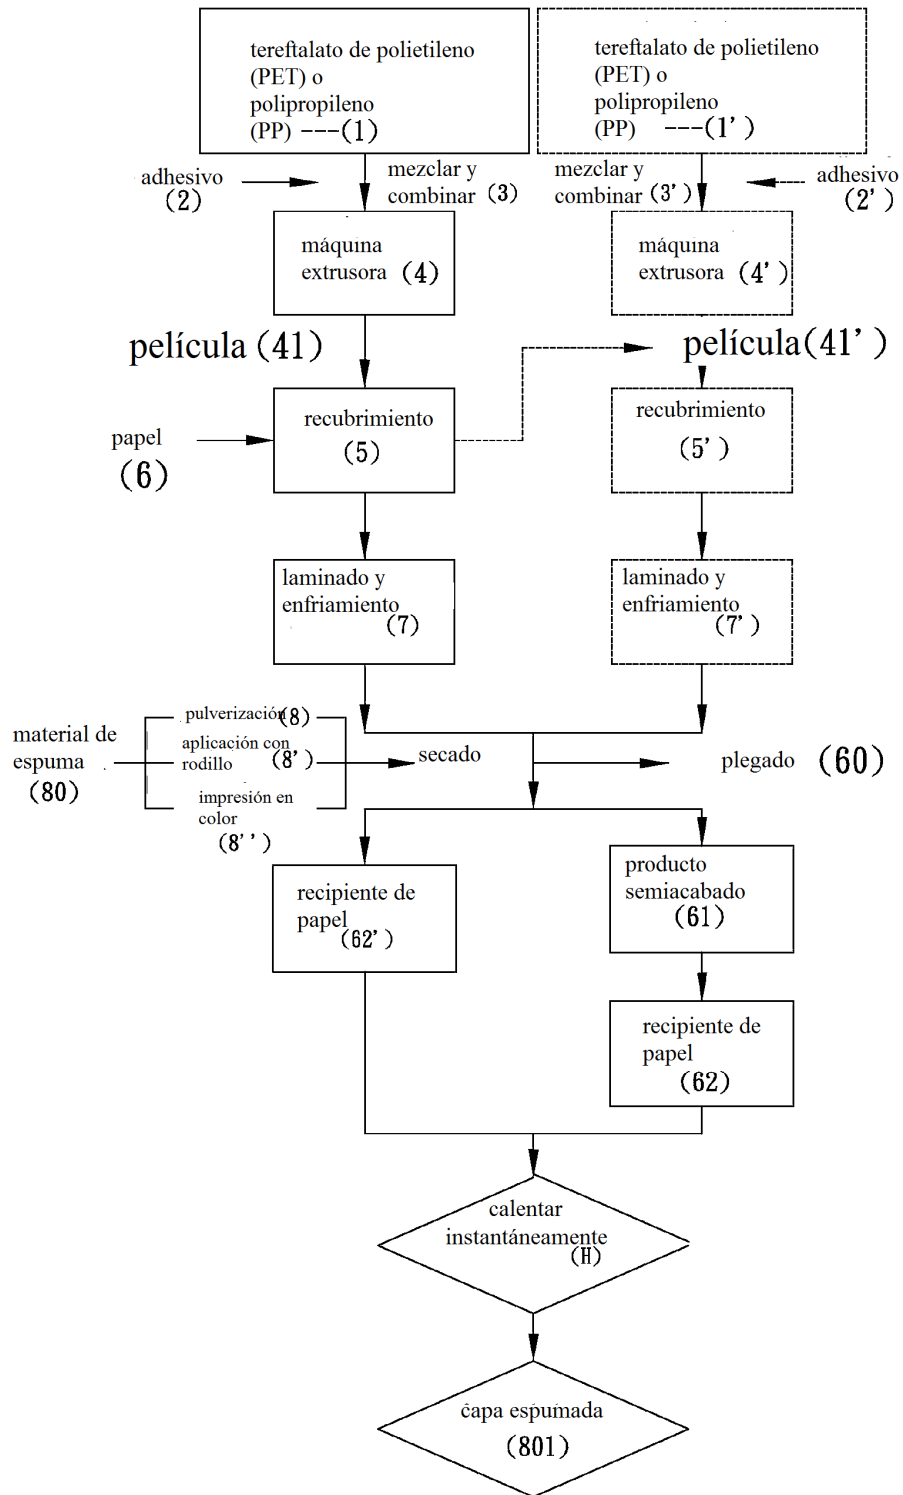 tereftalato de polietileno
(PET) o
polipropileno
(PP) ---(1)
tereftalato de polietileno
(PET) o
polipropileno
(PP) ---(1')
adhesivo
(2)
mezclar y
combinar (3)
mezclar y
combinar (3')
adhesivo
(2')
máquina
extrusora (4)
máquina
extrusora (4')
película (41)
película(41')
papel
(6)
recubrimiento
(5)
recubrimiento
(5')
laminado y
enfriamiento
(7)
laminado y
enfriamiento
(7')
material de
espuma
(80)
pulverización(8)
aplicación con
rodillo (8')
impresión en
color
(8'')
secado
plegado (60)
recipiente de
papel
(62')
producto
semiacabado
(61)
recipiente de
papel
(62)
calentar
instantáneamente
(H)
capa espumada
(801)